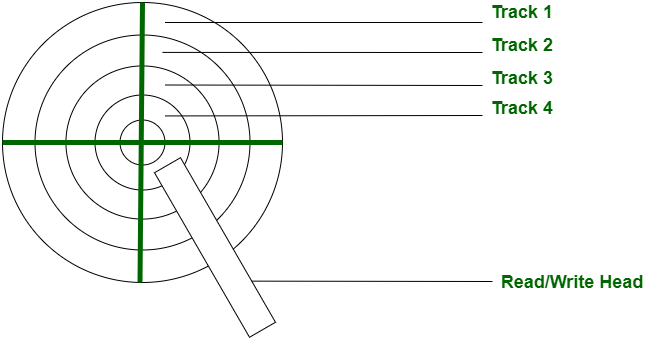 Track 1
Track 2
Track 3
Track 4
Read/Write Head